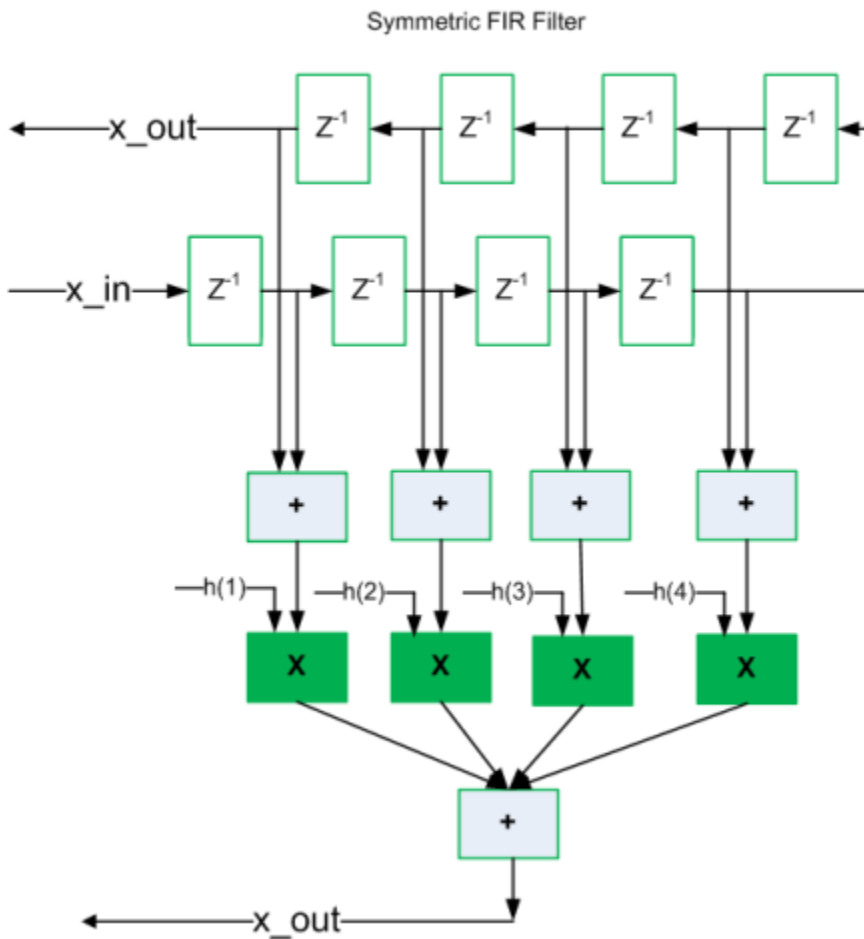 Symmetric FIR Filter
x_out Z⁻¹ Z⁻¹ Z⁻¹ Z⁻¹
x_in Z⁻¹ Z⁻¹ Z⁻¹ Z⁻¹
+ + + +
h(1) h(2) h(3) h(4)
X X X X
+
x_out